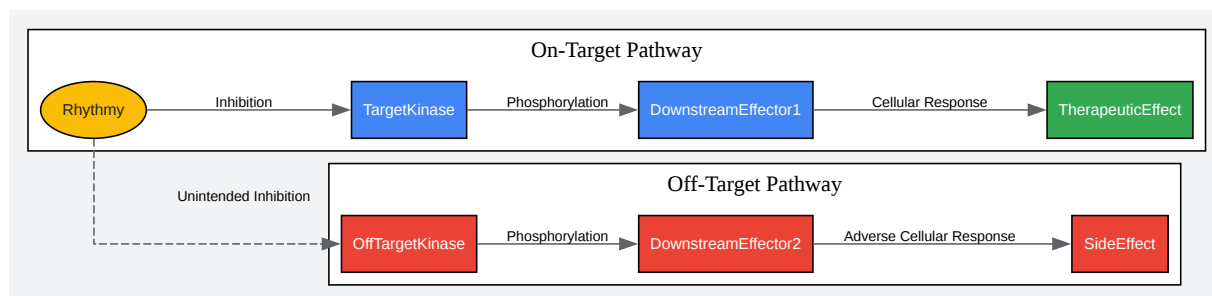 On-Target Pathway
Rhythmy
Inhibition
TargetKinase
Phosphorylation
DownstreamEffector1
Cellular Response
TherapeuticEffect
Unintended Inhibition
Off-Target Pathway
OffTargetKinase
Phosphorylation
DownstreamEffector2
Adverse Cellular Response
SideEffect